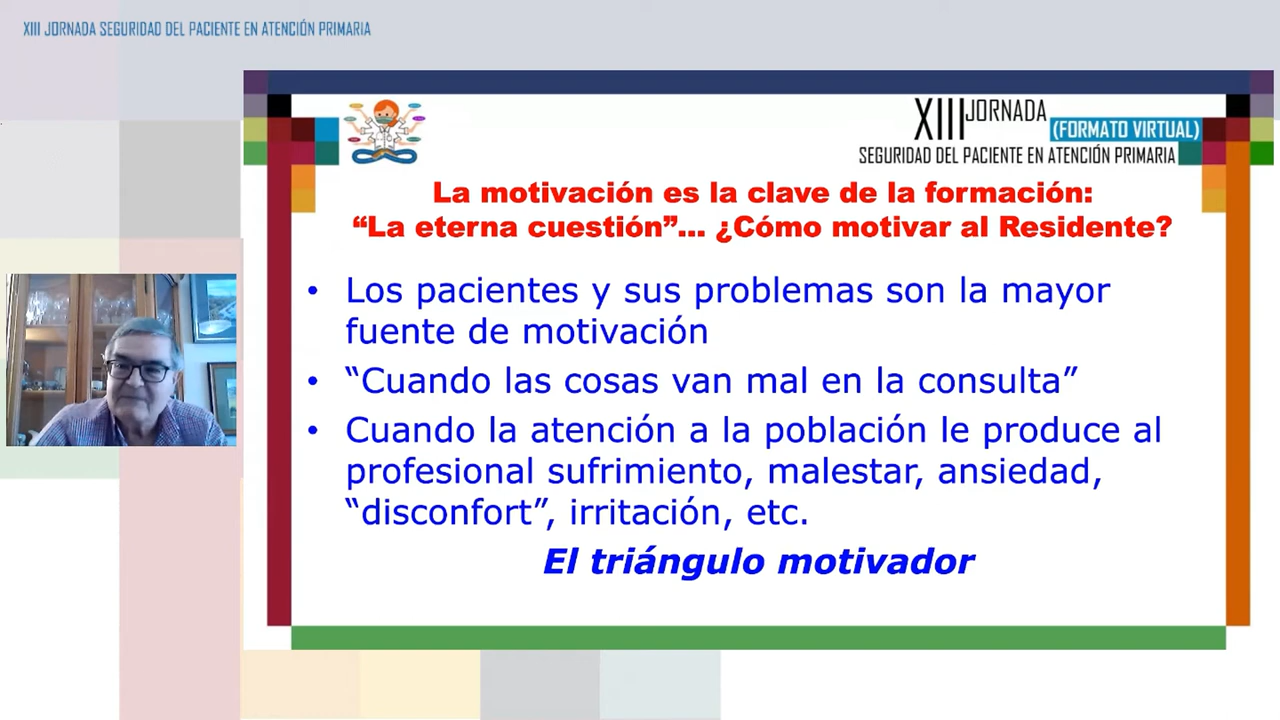 XIII JORNADA SEGURIDAD DEL PACIENTE EN ATENCIÓN PRIMARIA
XIII JORNADA
(FORMATO VIRTUAL)
SEGURIDAD DEL PACIENTE EN ATENCIÓN PRIMARIA
La motivación es la clave de la formación:
“La eterna cuestión”... ¿Cómo motivar al Residente?
• Los pacientes y sus problemas son la mayor
fuente de motivación
• “Cuando las cosas van mal en la consulta”
• Cuando la atención a la población le produce al
profesional sufrimiento, malestar, ansiedad,
“disconfort”, irritación, etc.
El triángulo motivador